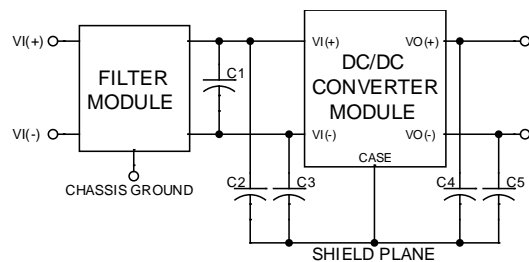 VI(+)
VI(-)
FILTER
MODULE
CHASSIS GROUND
C1
C2
C3
VI(+)
VI(-)
DC/DC
CONVERTER
MODULE
CASE
VO(+)
VO(-)
C4
C5
SHIELD PLANE